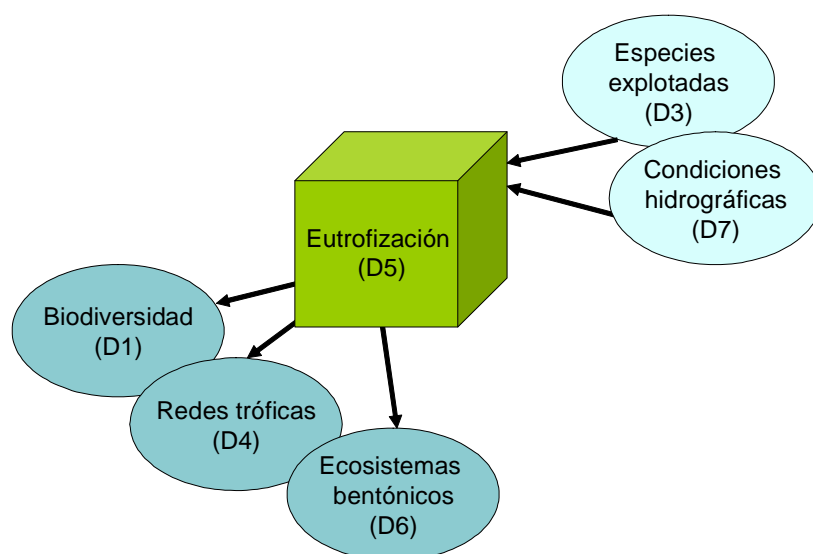 Especies
explotadas
(D3)
Condiciones
hidrográficas
(D7)
Eutrofización
(D5)
Biodiversidad
(D1)
Redes tróficas
(D4)
Ecosistemas
bentónicos
(D6)